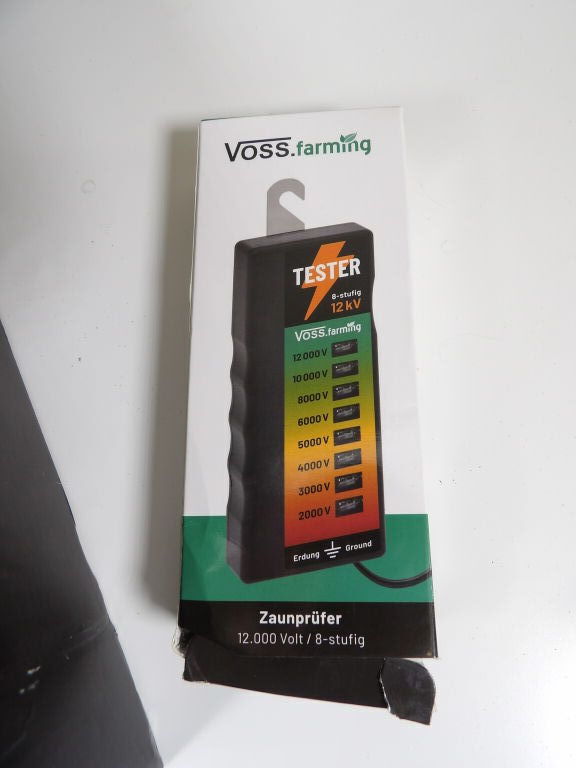 Voss.farming
TESTER
8-stufig
12 kV
Voss.farming
12 000 V
10 000 V
8000 V
6000 V
5000 V
4000 V
3000 V
2000 V
Erdung Ground
Zaunprüfer
12.000 Volt / 8-stufig